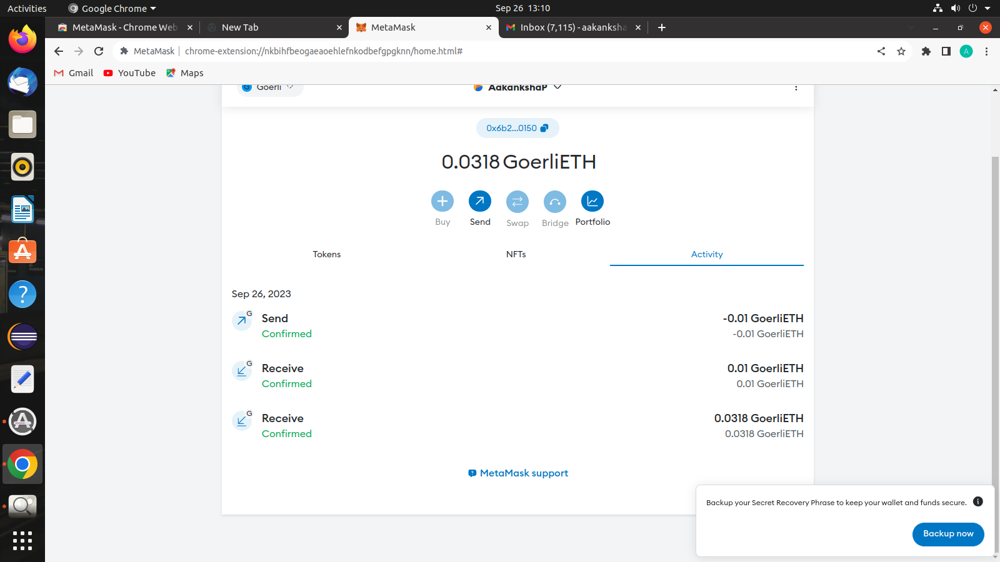 Activities Google Chrome Sep 26 13:10
MetaMask - Chrome Web New Tab MetaMask Inbox (7,115) - aakanksha
MetaMask chrome-extension://nkbihfbeogaeaoehlefnkodbefgpgknn/home.html# A
Gmail YouTube Maps
G Goerli AakankshaP
0x6b2...0150
0.0318 GoerliETH
Buy Send Swap Bridge Portfolio
Tokens NFTs Activity
Sep 26, 2023
G Send -0.01 GoerliETH
Confirmed -0.01 GoerliETH
G Receive 0.01 GoerliETH
Confirmed 0.01 GoerliETH
G Receive 0.0318 GoerliETH
Confirmed 0.0318 GoerliETH
MetaMask support
Backup your Secret Recovery Phrase to keep your wallet and funds secure.
Backup now